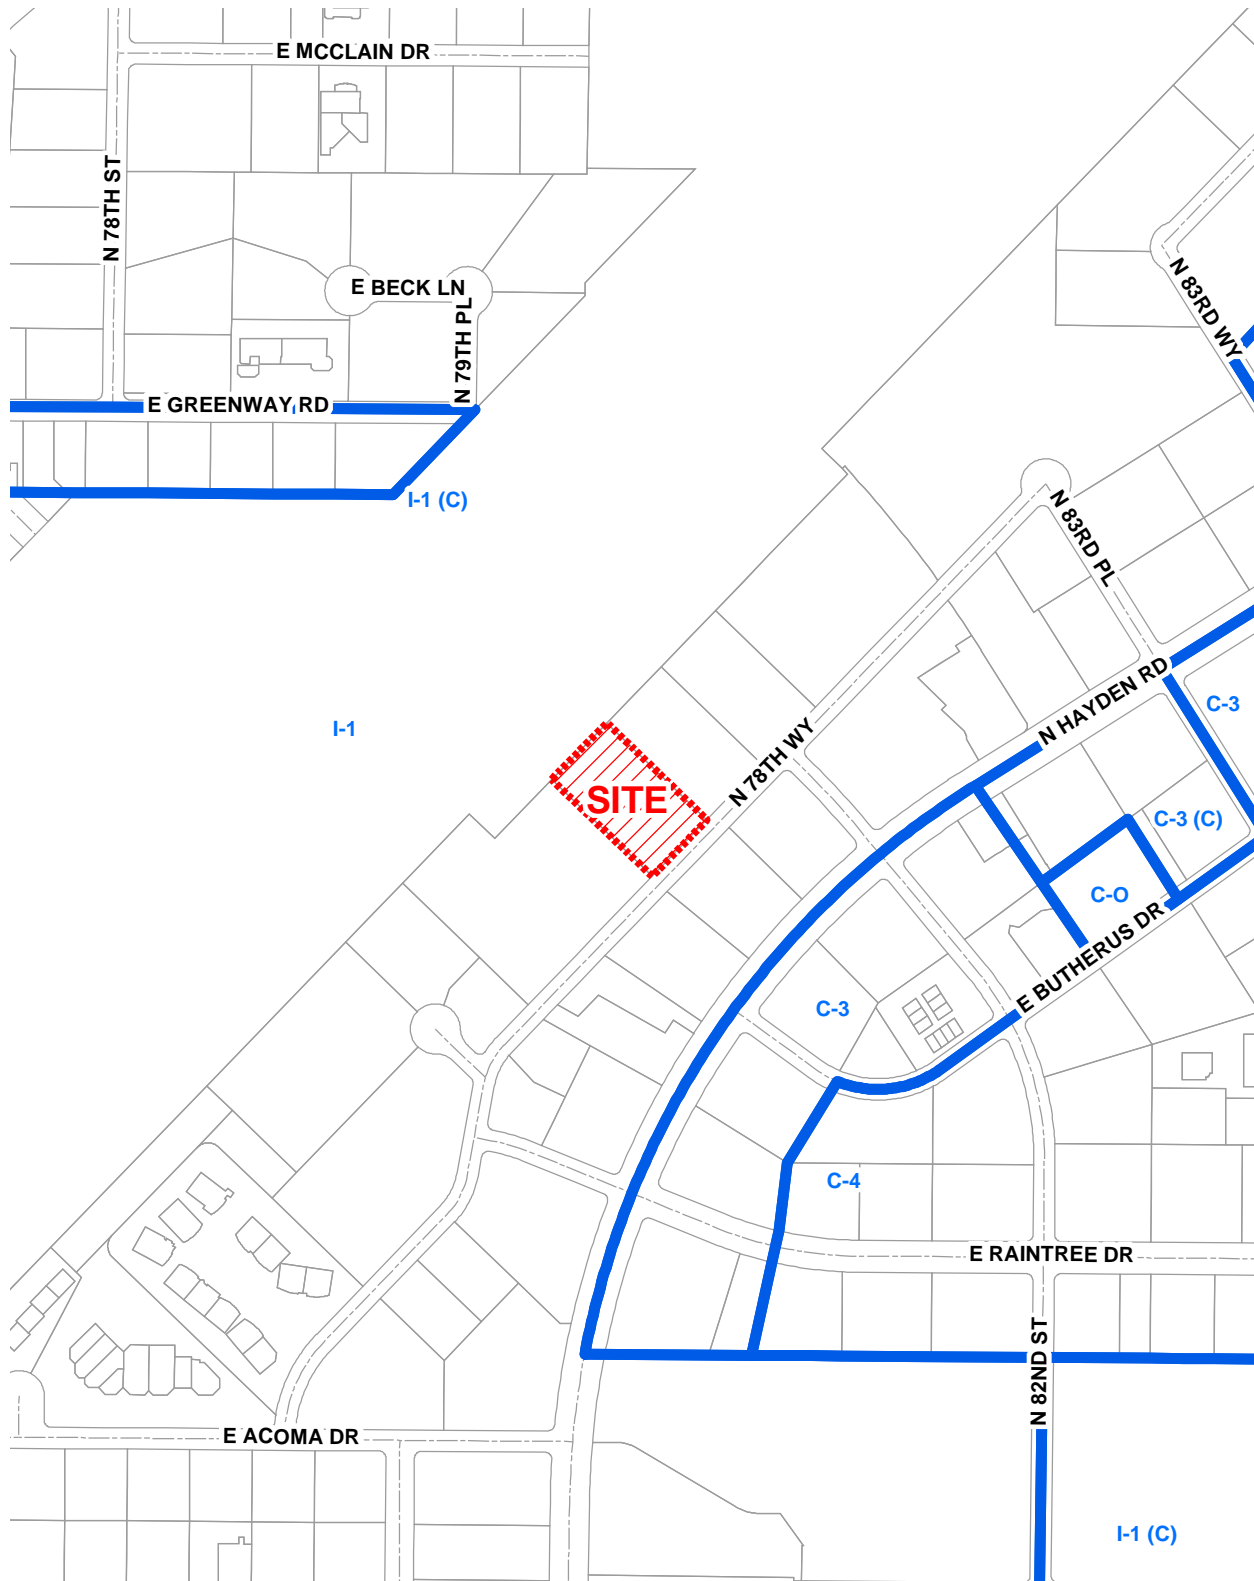 E MCCLAIN DR
N 78TH ST
E BECK LN
N 79TH PL
N 83RD WY
E GREENWAY RD
I-1 (C)
N 83RD PL
N HAYDEN RD
C-3
I-1
N 78TH WY
SITE
C-3 (C)
C-O
E BUTHERUS DR
C-3
C-4
E RAINTREE DR
N 82ND ST
E ACOMA DR
I-1 (C)